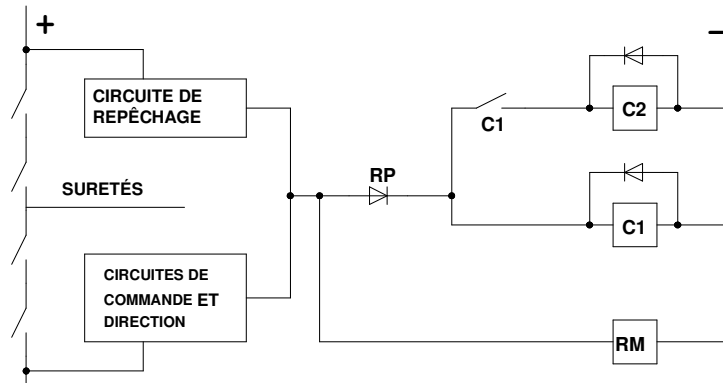 +
−
CIRCUITE DE
REPÊCHAGE
C2
C1
RP
SURETÉS
C1
CIRCUITES DE
COMMANDE ET
DIRECTION
RM